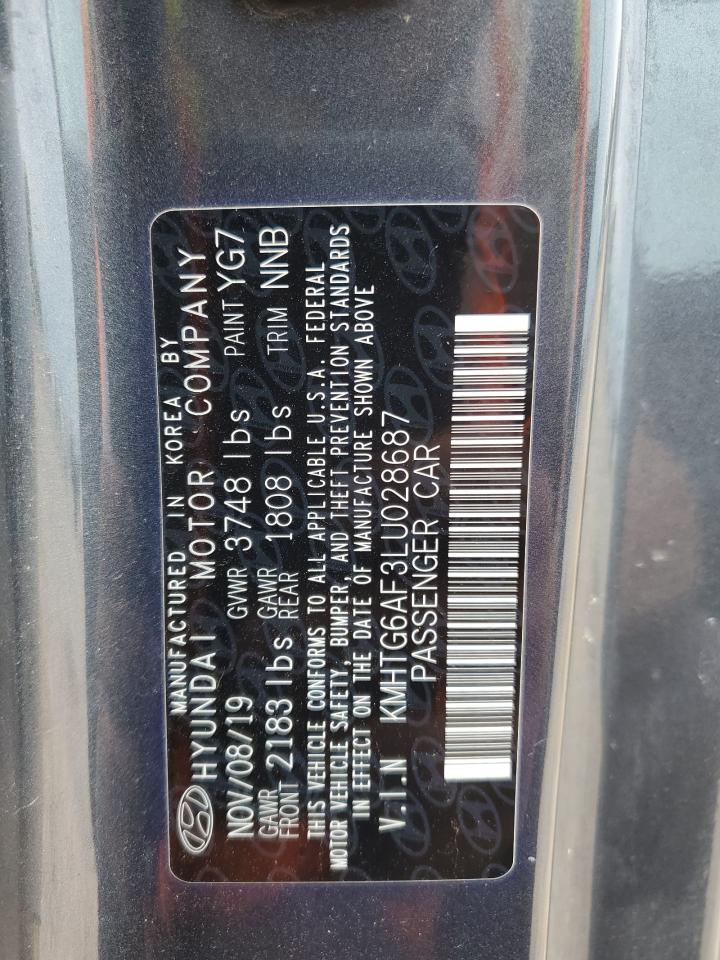 MANUFACTURED IN KOREA BY
HYUNDAI MOTOR COMPANY
NOV/08/19 GVWR 3748 lbs PAINT YG7
GAWR FRONT 2183 lbs GAWR REAR 1808 lbs TRIM NNB
THIS VEHICLE CONFORMS TO ALL APPLICABLE U.S.A. FEDERAL
MOTOR VEHICLE SAFETY, BUMPER, AND THEFT PREVENTION STANDARDS
IN EFFECT ON THE DATE OF MANUFACTURE SHOWN ABOVE
V.I.N KMHTG6AF3LU028687
PASSENGER CAR